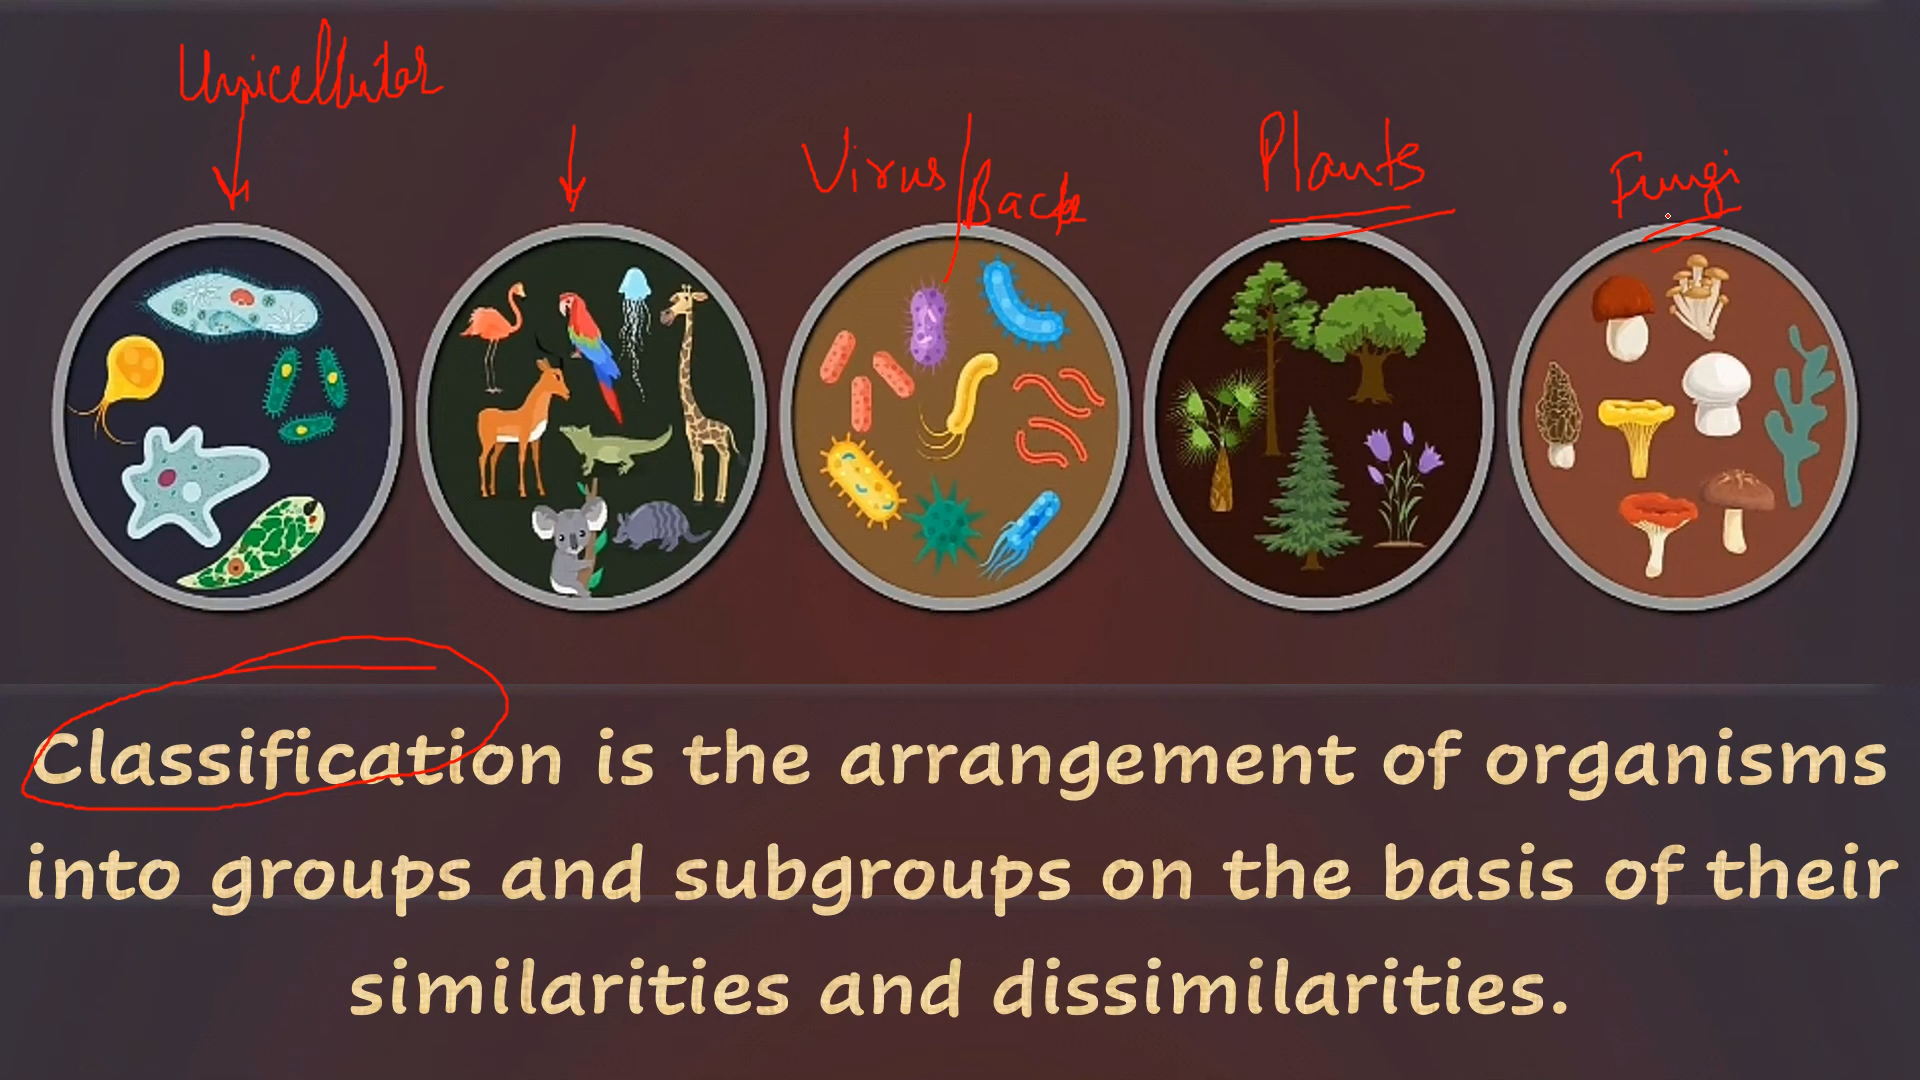 Unicellular
Virus/Back
Plants
Fungi
Classification is the arrangement of organisms
into groups and subgroups on the basis of their
similarities and dissimilarities.